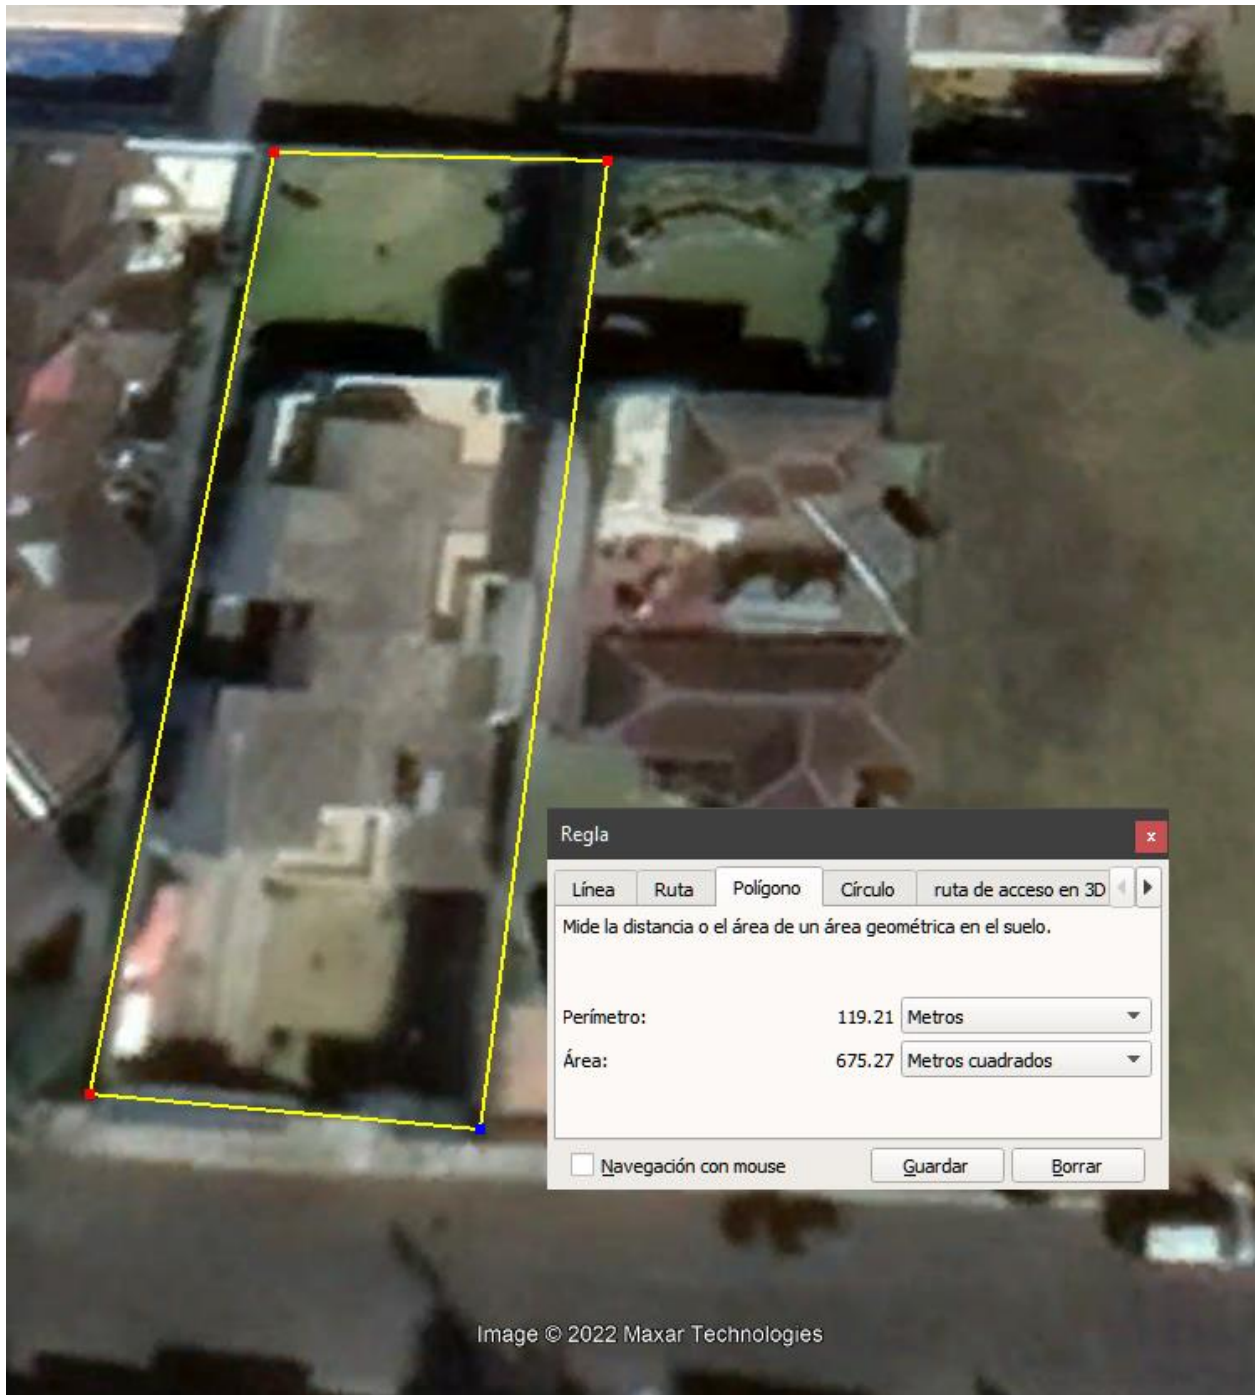 Regla
x
Línea Ruta Polígono Círculo ruta de acceso en 3D
Mide la distancia o el área de un área geométrica en el suelo.
Perímetro: 119.21 Metros
Área: 675.27 Metros cuadrados
Navegación con mouse Guardar Borrar
Image © 2022 Maxar Technologies